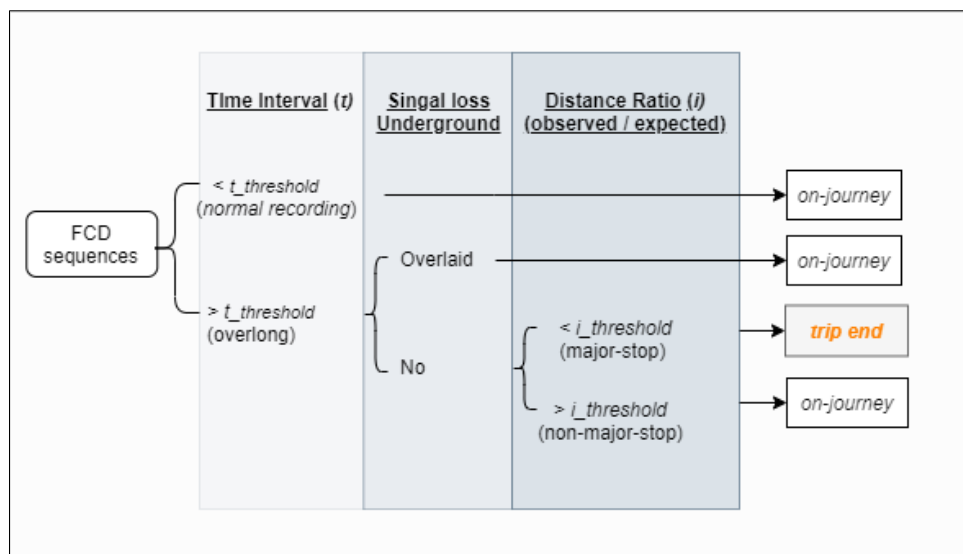 TIme Interval (t)
Singal loss
Underground
Distance Ratio (i)
(observed / expected)
< t_threshold
(normal recording)
on-journey
FCD
sequences
Overlaid
on-journey
> t_threshold
(overlong)
< i_threshold
(major-stop)
trip end
No
> i_threshold
(non-major-stop)
on-journey